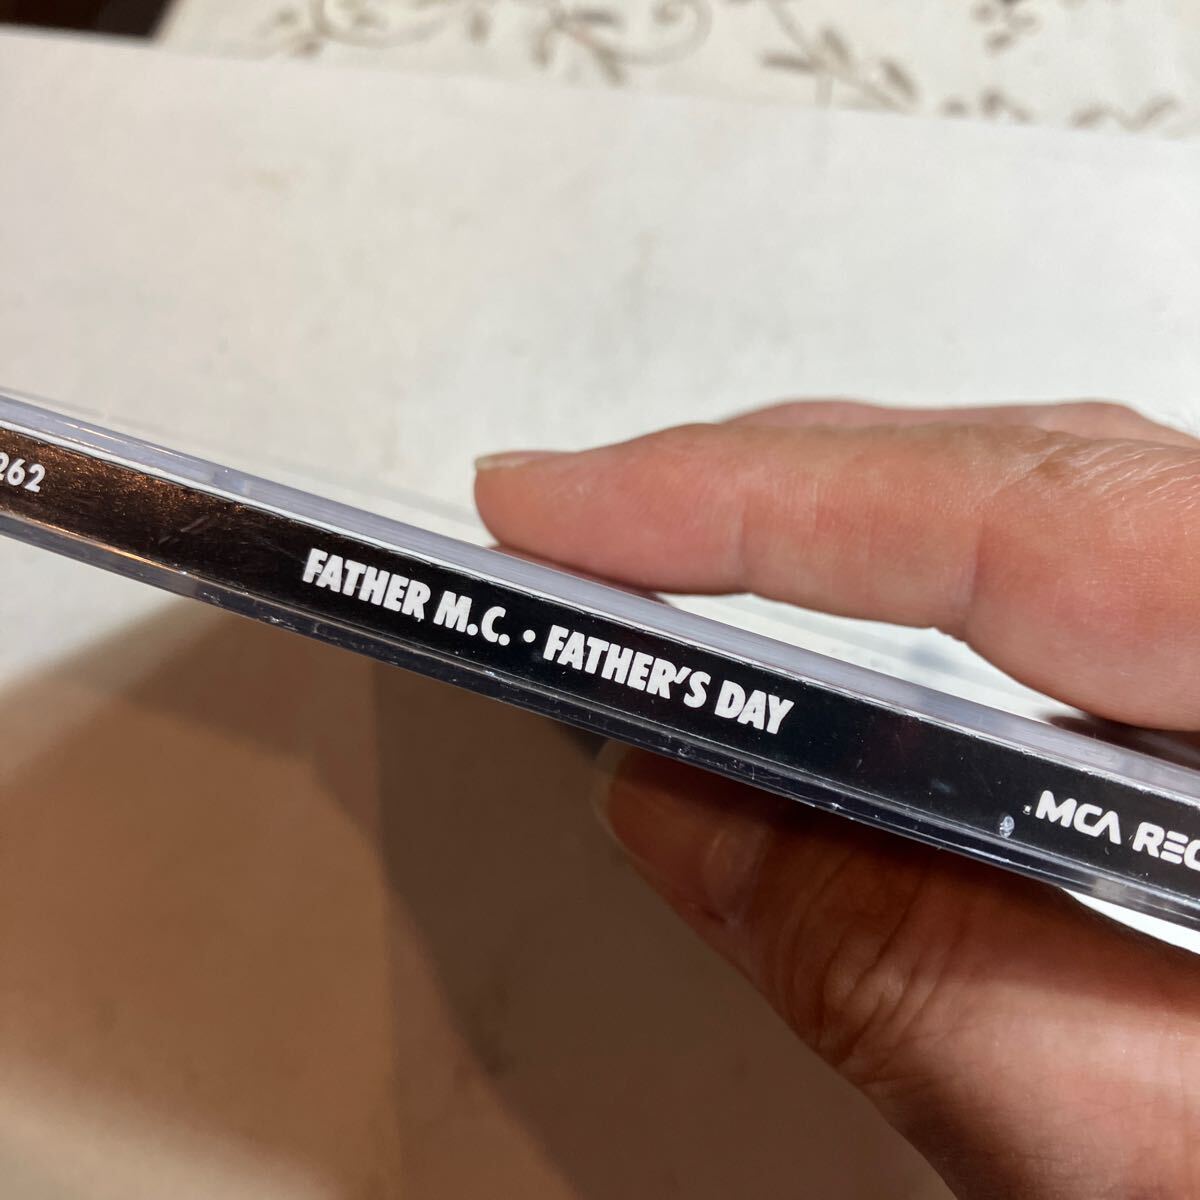 262
FATHER M.C. · FATHER'S DAY
MCA REC